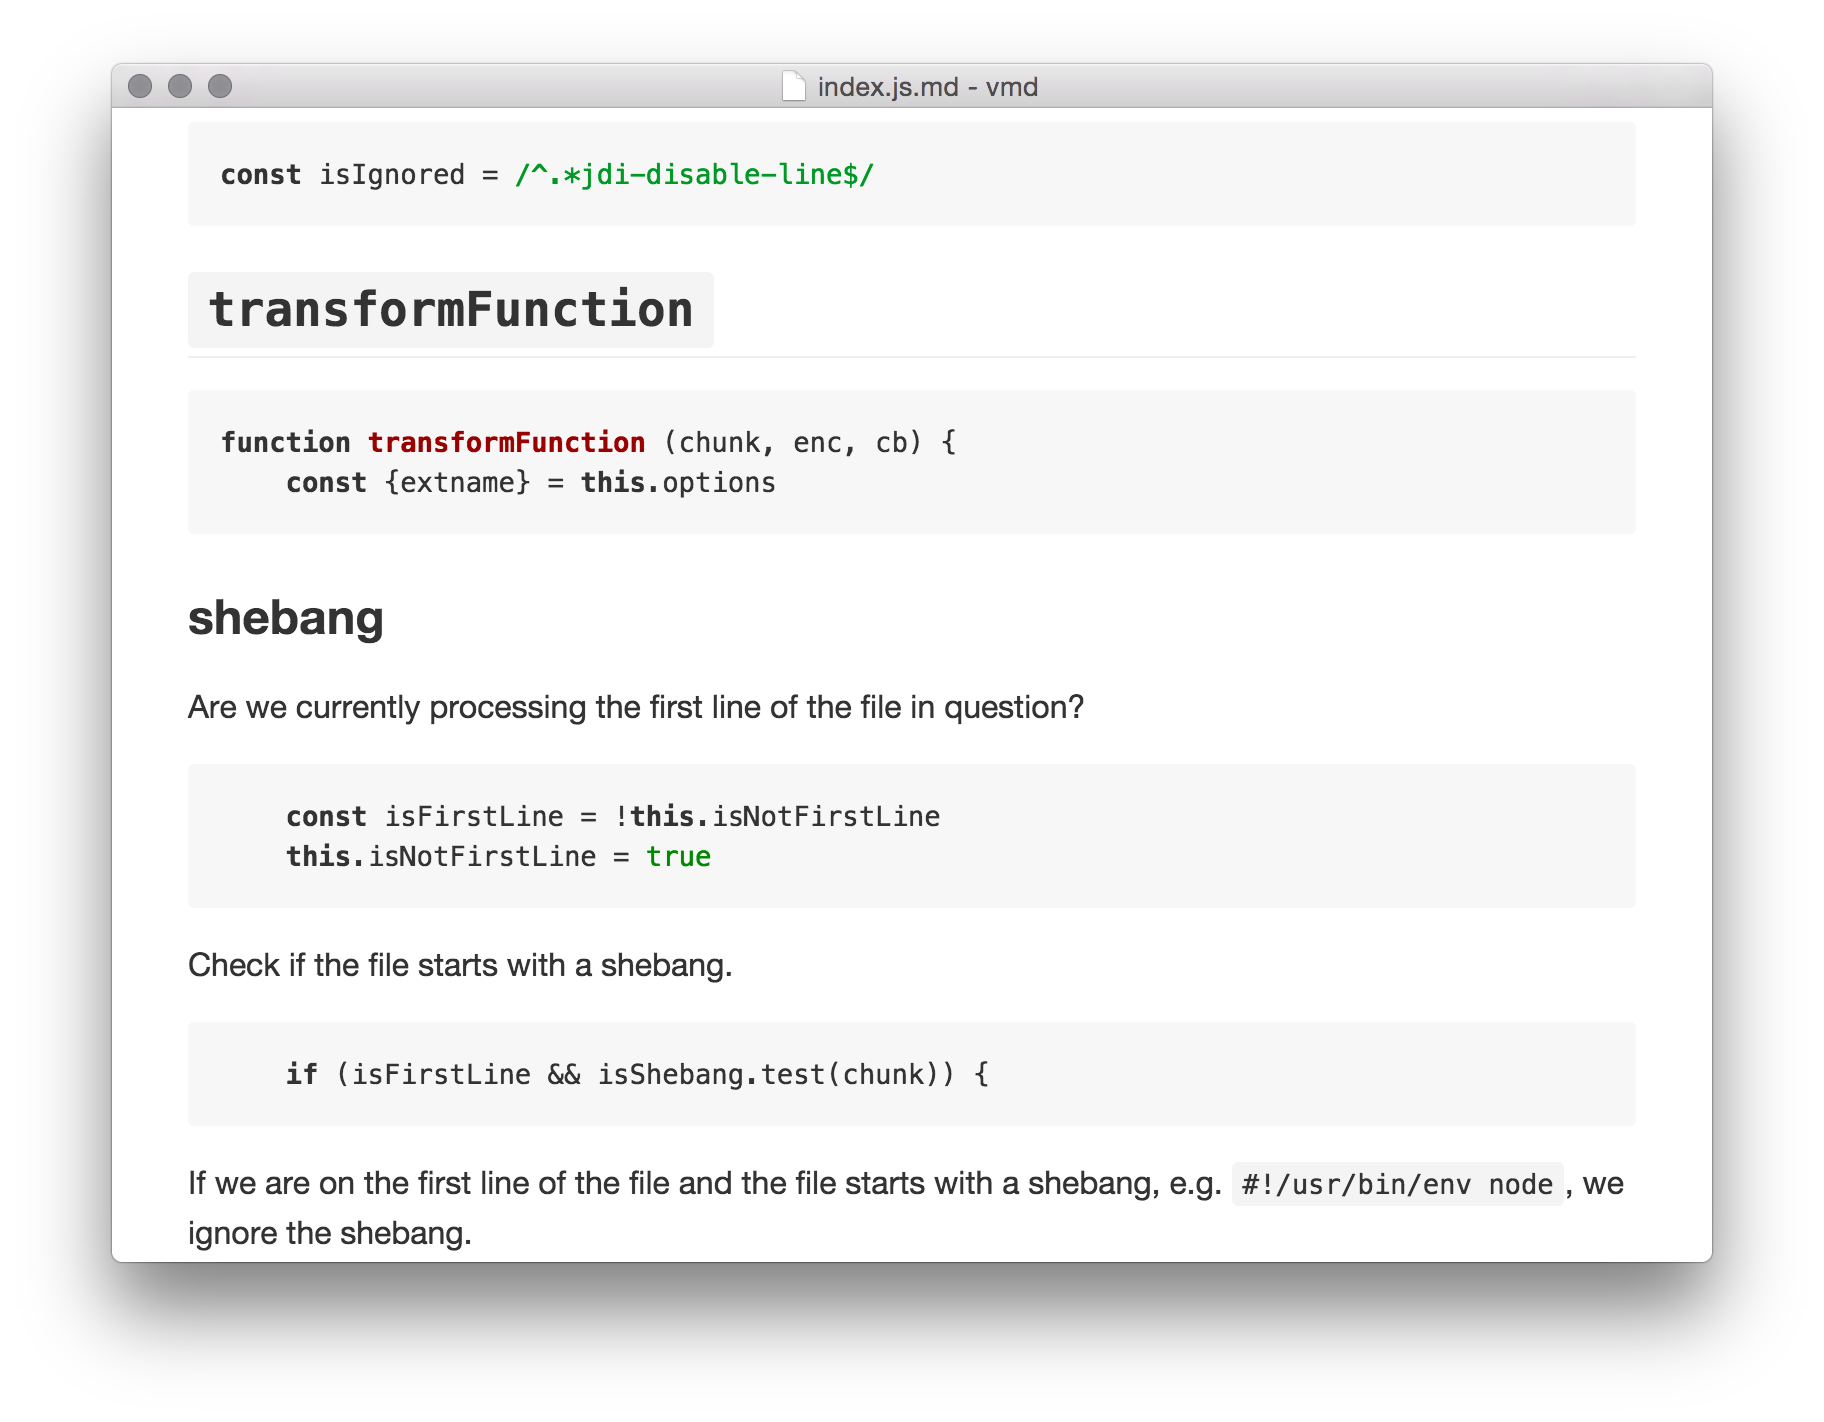 index.js.md - vmd
const isIgnored = /^.*jdi-disable-line$/
transformFunction
function transformFunction (chunk, enc, cb) {
    const {extname} = this.options
shebang
Are we currently processing the first line of the file in question?
    const isFirstLine = !this.isNotFirstLine
    this.isNotFirstLine = true
Check if the file starts with a shebang.
    if (isFirstLine && isShebang.test(chunk)) {
If we are on the first line of the file and the file starts with a shebang, e.g. #!/usr/bin/env node , we
ignore the shebang.